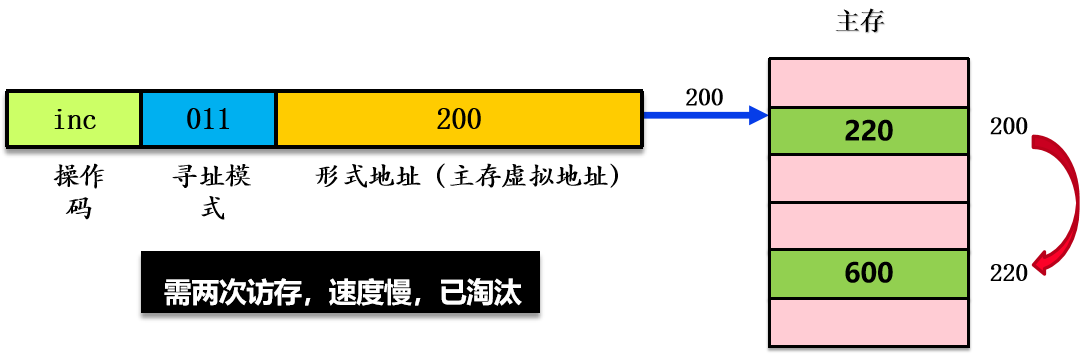 主存
inc 011 200
200
220
200
操作
码
寻址模
式
形式地址（主存虚拟地址）
600
220
需两次访存，速度慢，已淘汰